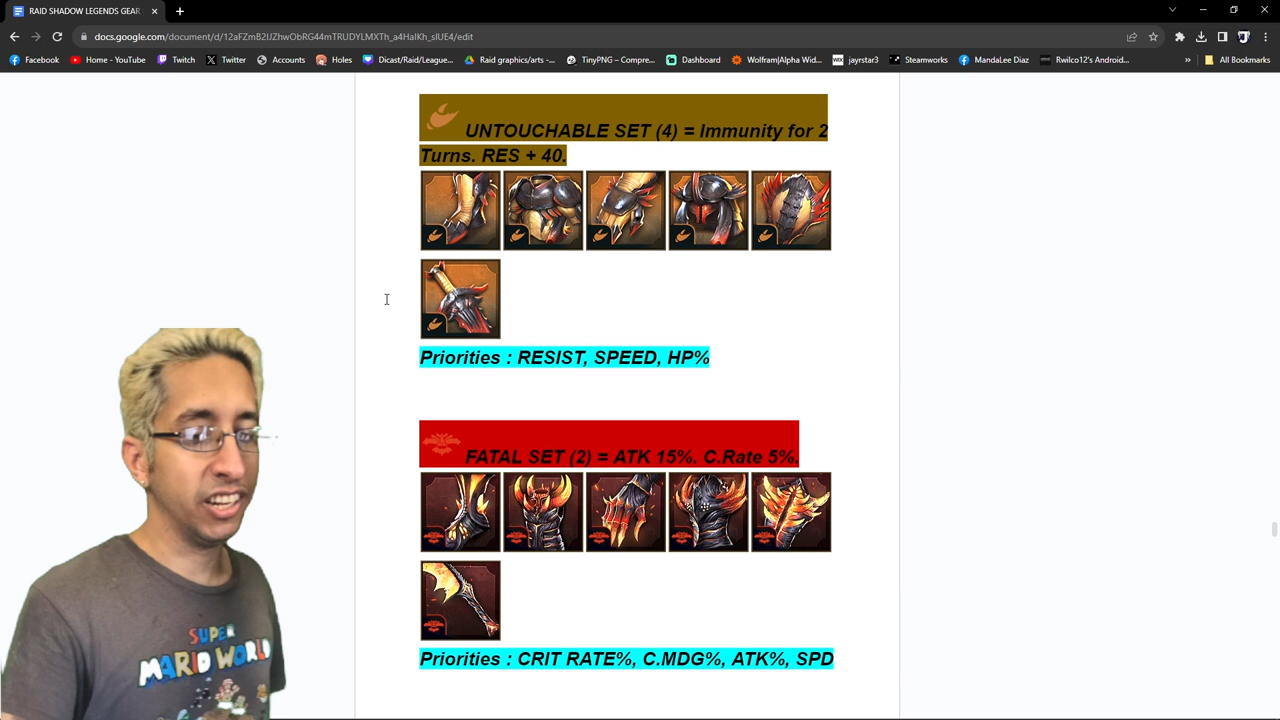 RAID SHADOW LEGENDS GEAR
docs.google.com/document/d/12aFZmB2IJZhwObRG44mTRUDYLMXTh_a4HaIKh_sIUE4/edit
Facebook
Home - YouTube
Twitch
Twitter
Accounts
Holes
Dicast/Raid/League...
Raid graphics/arts -...
TinyPNG – Compre...
Dashboard
Wolfram|Alpha Wid...
jayrstar3
Steamworks
MandaLee Diaz
Rwilco12's Android...
All Bookmarks
UNTOUCHABLE SET (4) = Immunity for 2
Turns. RES + 40.
Priorities : RESIST, SPEED, HP%
FATAL SET (2) = ATK 15%. C.Rate 5%.
Priorities : CRIT RATE%, C.MDG%, ATK%, SPD
SUPER
MARIO WORLD